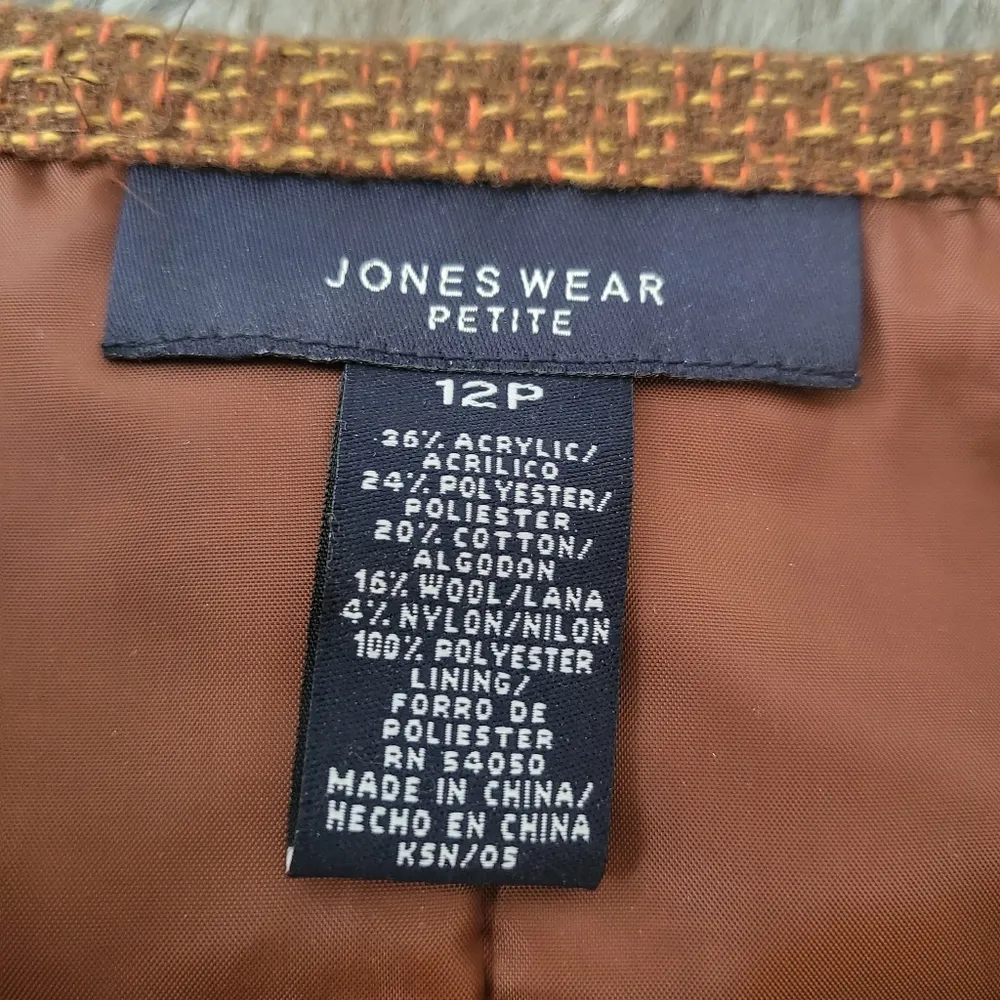 JONES WEAR
PETITE
12P
36% ACRYLIC/
ACRILICO
24% POLYESTER/
POLIESTER
20% COTTON/
ALGODON
16% WOOL/LANA
4% NYLON/NILON
100% POLYESTER
LINING/
FORRO DE
POLIESTER
RN 54050
MADE IN CHINA/
HECHO EN CHINA
KSN/05